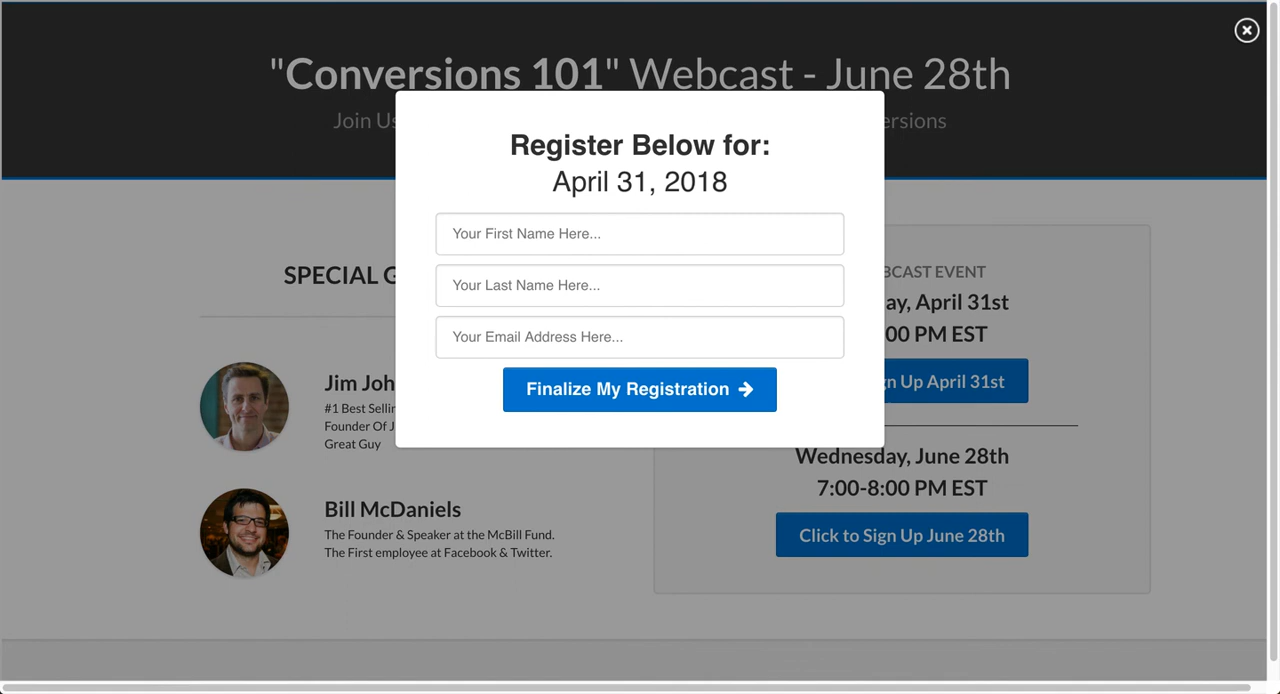 "Conversions 101" Webcast - June 28th
Join Us
ersions
Register Below for:
April 31, 2018
Your First Name Here...
Your Last Name Here...
Your Email Address Here...
Finalize My Registration
SPECIAL G
Jim Joh
#1 Best Sellin
Founder Of J
Great Guy
Bill McDaniels
The Founder & Speaker at the McBill Fund.
The First employee at Facebook & Twitter.
BCAST EVENT
ay, April 31st
00 PM EST
n Up April 31st
Wednesday, June 28th
7:00-8:00 PM EST
Click to Sign Up June 28th